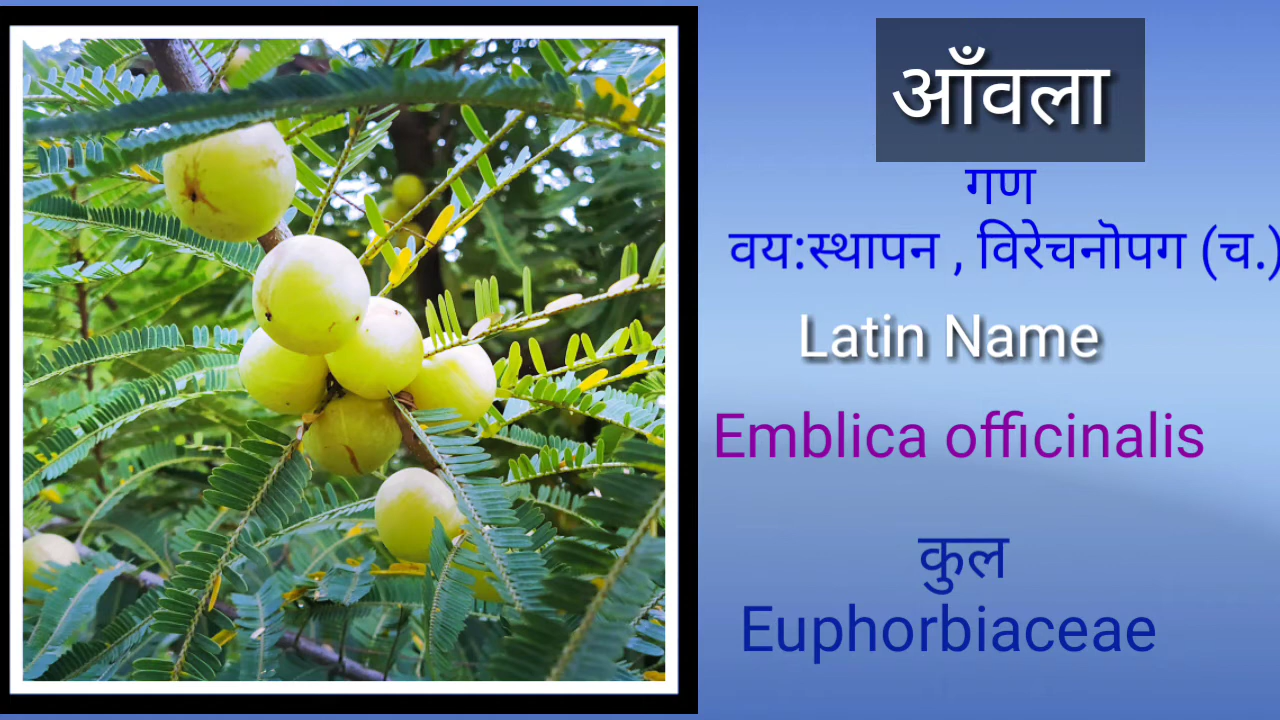 आँवला
गण
वय:स्थापन , विरेचनॊपग (च.)
Latin Name
Emblica officinalis
कुल
Euphorbiaceae